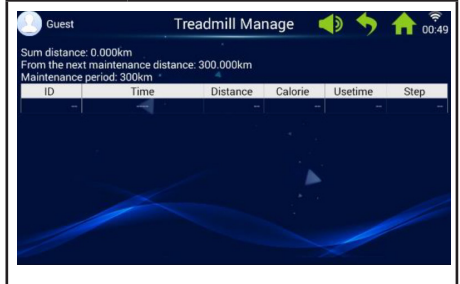 Guest Treadmill Manage 00:49
Sum distance: 0.000km
From the next maintenance distance: 300.000km
Maintenance period: 300km
ID Time Distance Calorie Usetime Step
-- ---- -- -- -- --